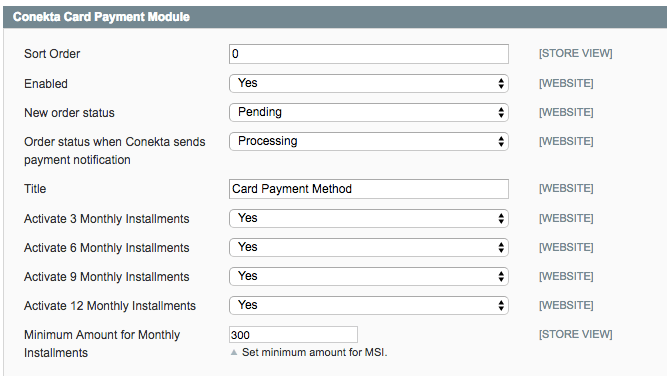 Conekta Card Payment Module
Sort Order 0 [STORE VIEW]
Enabled Yes [WEBSITE]
New order status Pending [WEBSITE]
Order status when Conekta sends Processing [WEBSITE]
payment notification
Title Card Payment Method [WEBSITE]
Activate 3 Monthly Installments Yes [WEBSITE]
Activate 6 Monthly Installments Yes [WEBSITE]
Activate 9 Monthly Installments Yes [WEBSITE]
Activate 12 Monthly Installments Yes [WEBSITE]
Minimum Amount for Monthly 300 [STORE VIEW]
Installments Set minimum amount for MSI.